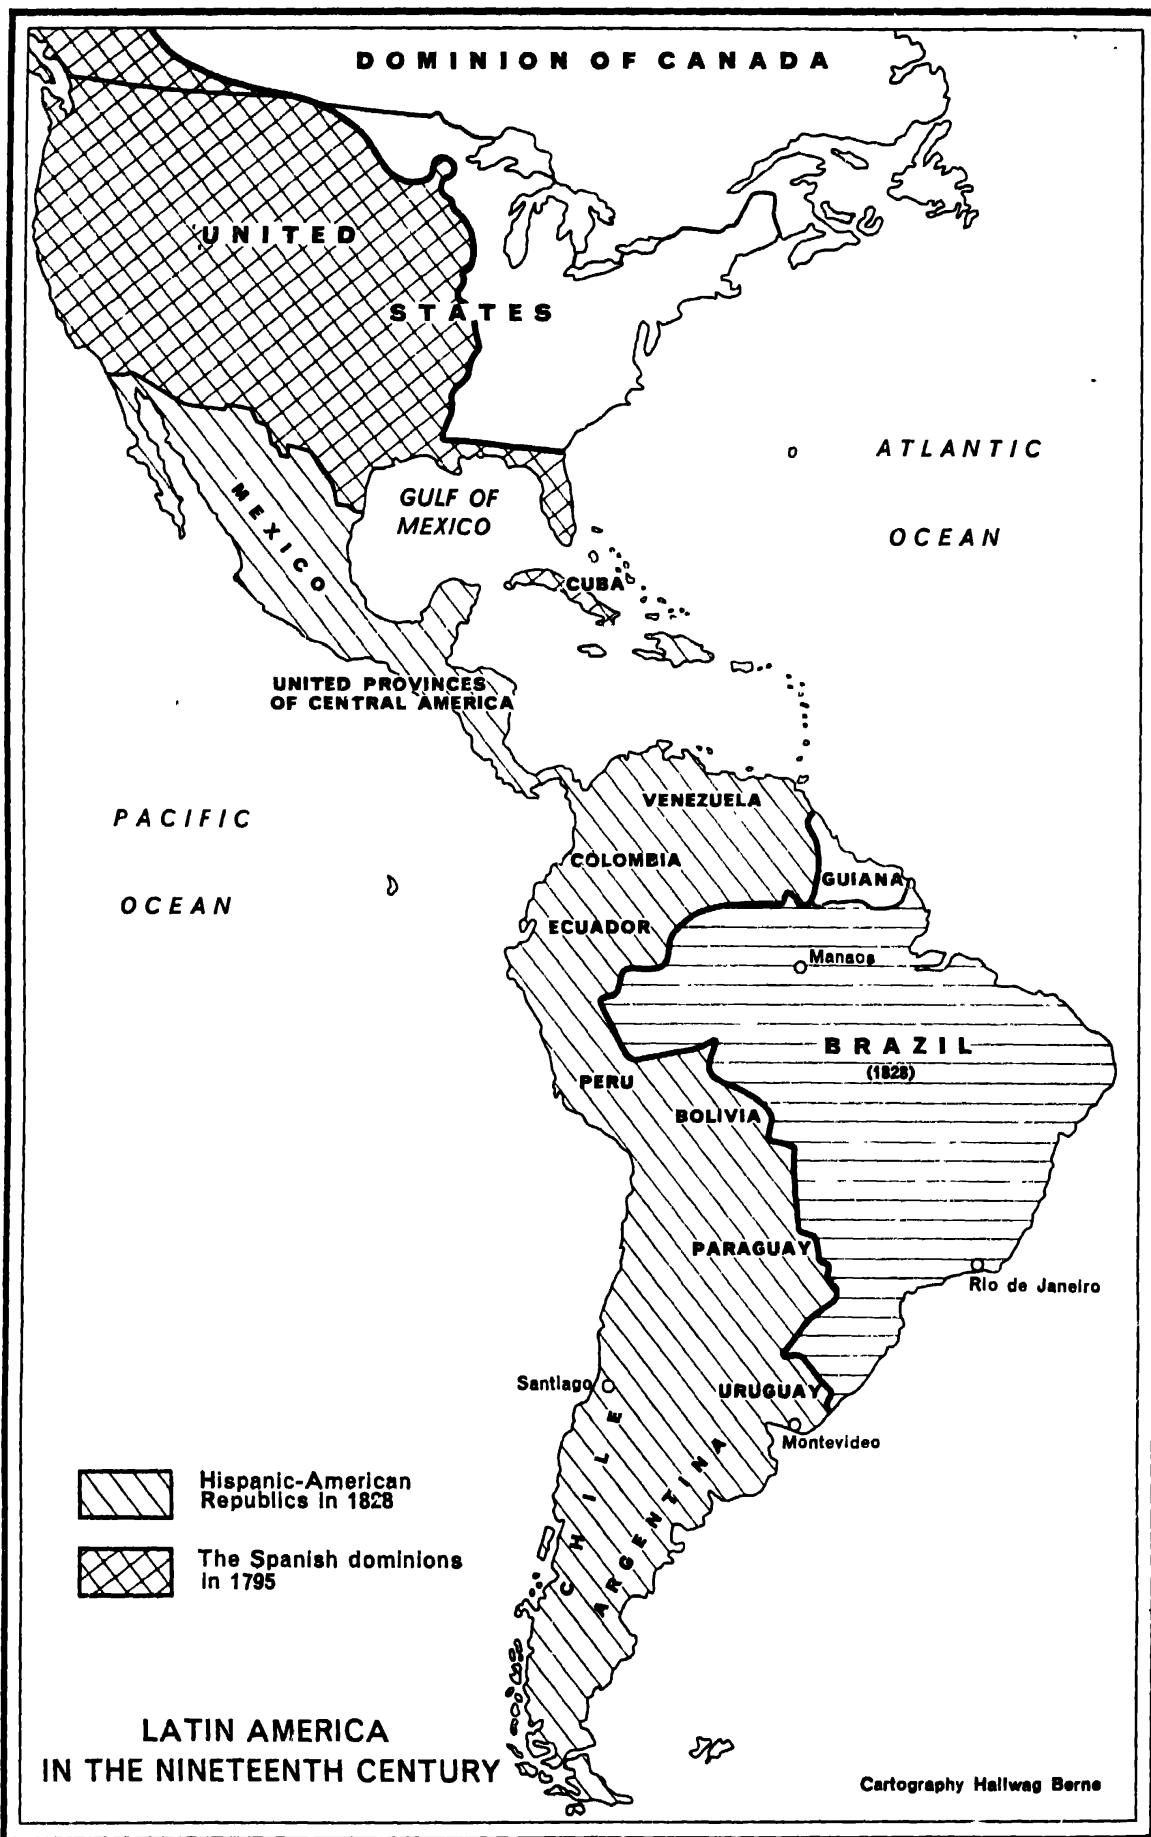 DOMINION OF CANADA
UNITED
STATES
ATLANTIC
OCEAN
GULF OF
MEXICO
MEXICO
CUBA
UNITED PROVINCES
OF CENTRAL AMERICA
PACIFIC
OCEAN
VENEZUELA
COLOMBIA
GUIANA
ECUADOR
Manaos
BRAZIL
(1828)
PERU
BOLIVIA
PARAGUAY
Rio de Janeiro
Santiago
URUGUAY
Montevideo
CHILE
ARGENTINA
Hispanic-American
Republics in 1828
The Spanish dominions
in 1795
LATIN AMERICA
IN THE NINETEENTH CENTURY
Cartography Hallwag Berne